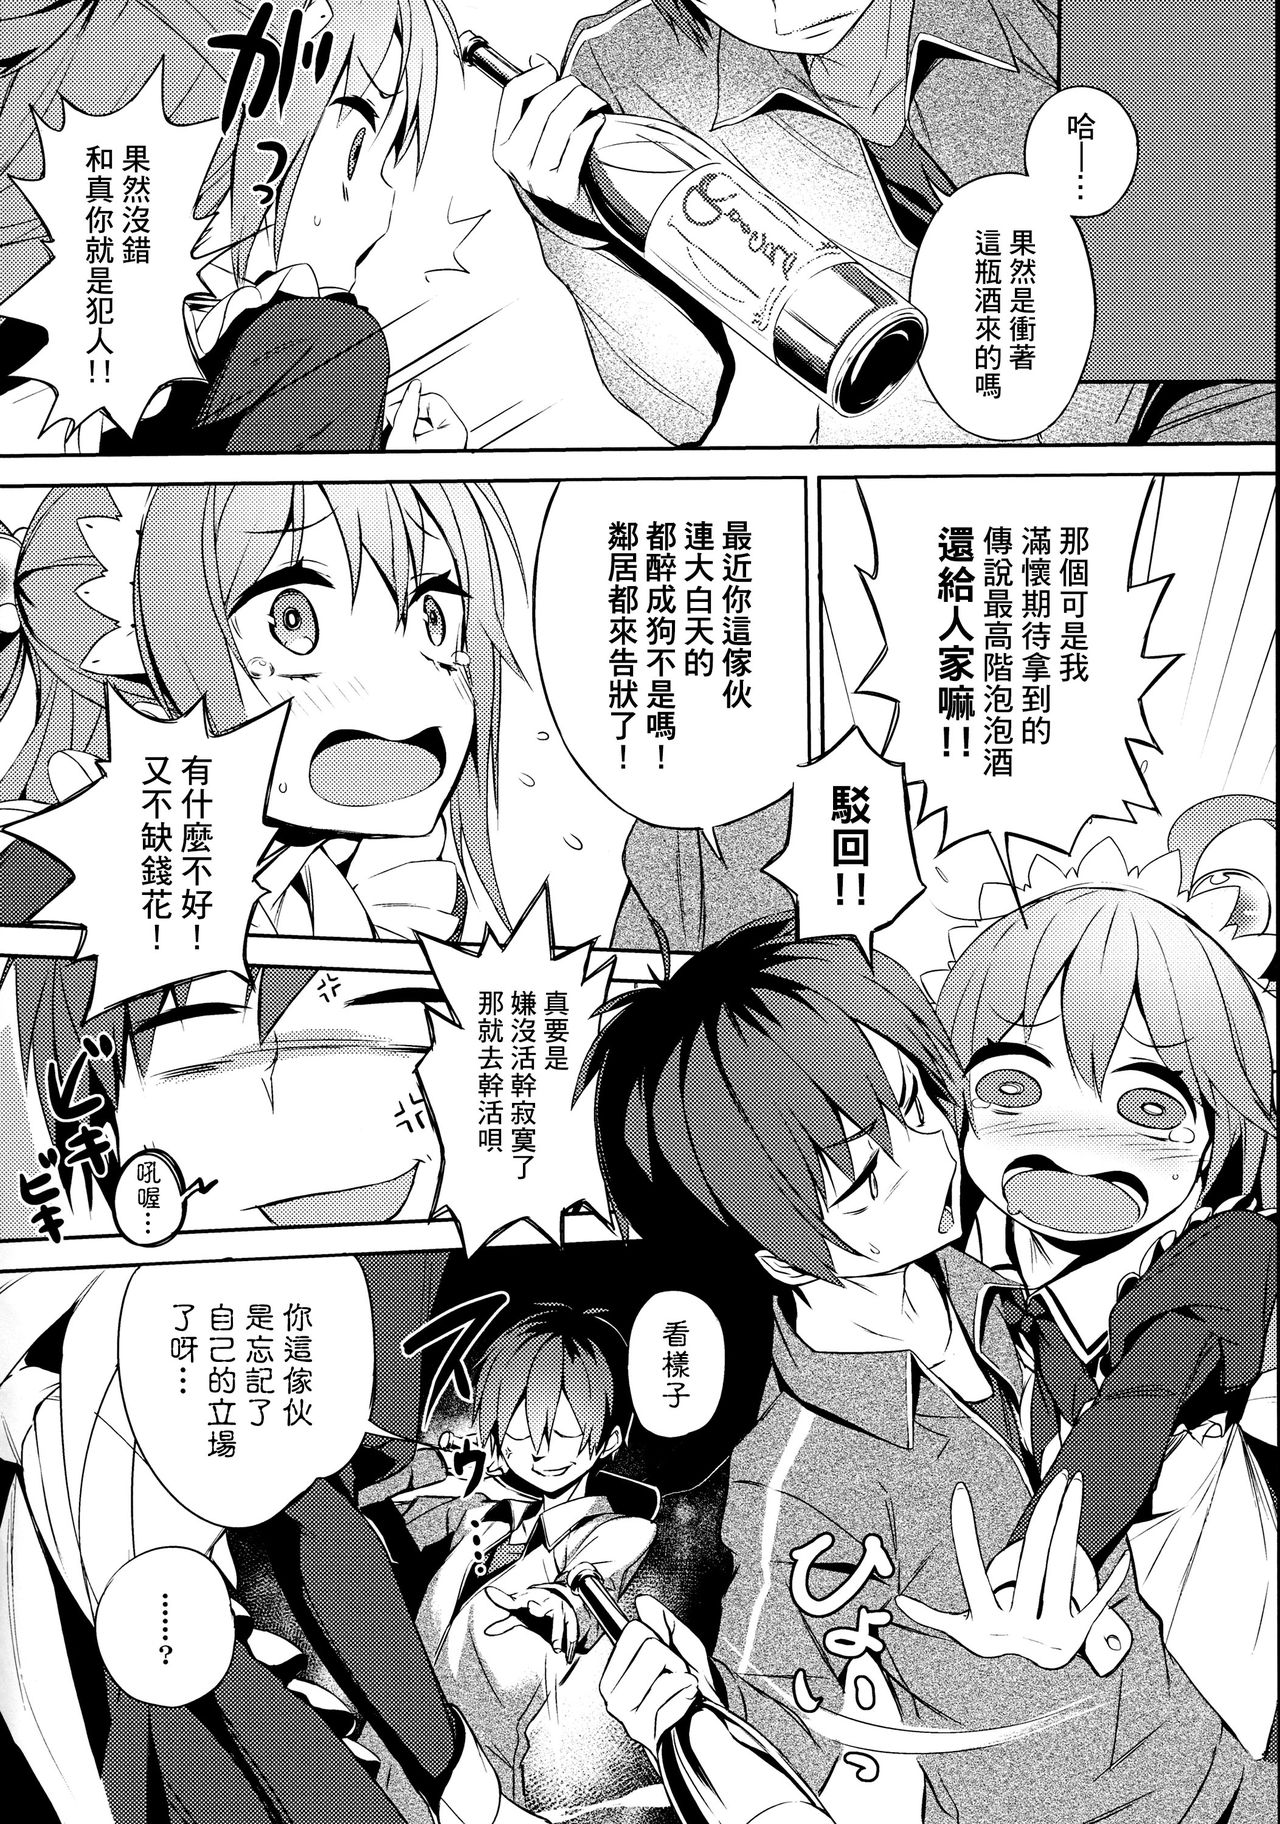 哈——…
果然是衝著
這瓶酒來的嗎
ガ
ばっ
果然沒錯
和真你就是犯人!!
那個可是我
滿懷期待拿到的
傳說最高階泡泡酒
還給人家嘛!!
駁回!!
最近你這傢伙
連大白天的
都醉成狗不是嗎!
鄰居都來告狀了!
有什麼不好!
又不缺錢花!
真要是
嫌沒活幹寂寞了
那就去幹活唄
吼喔…
ビキ
ビキ
ひょいっ
看樣子
你這傢伙
是忘記了
自己的立場
了呀…
……
……?